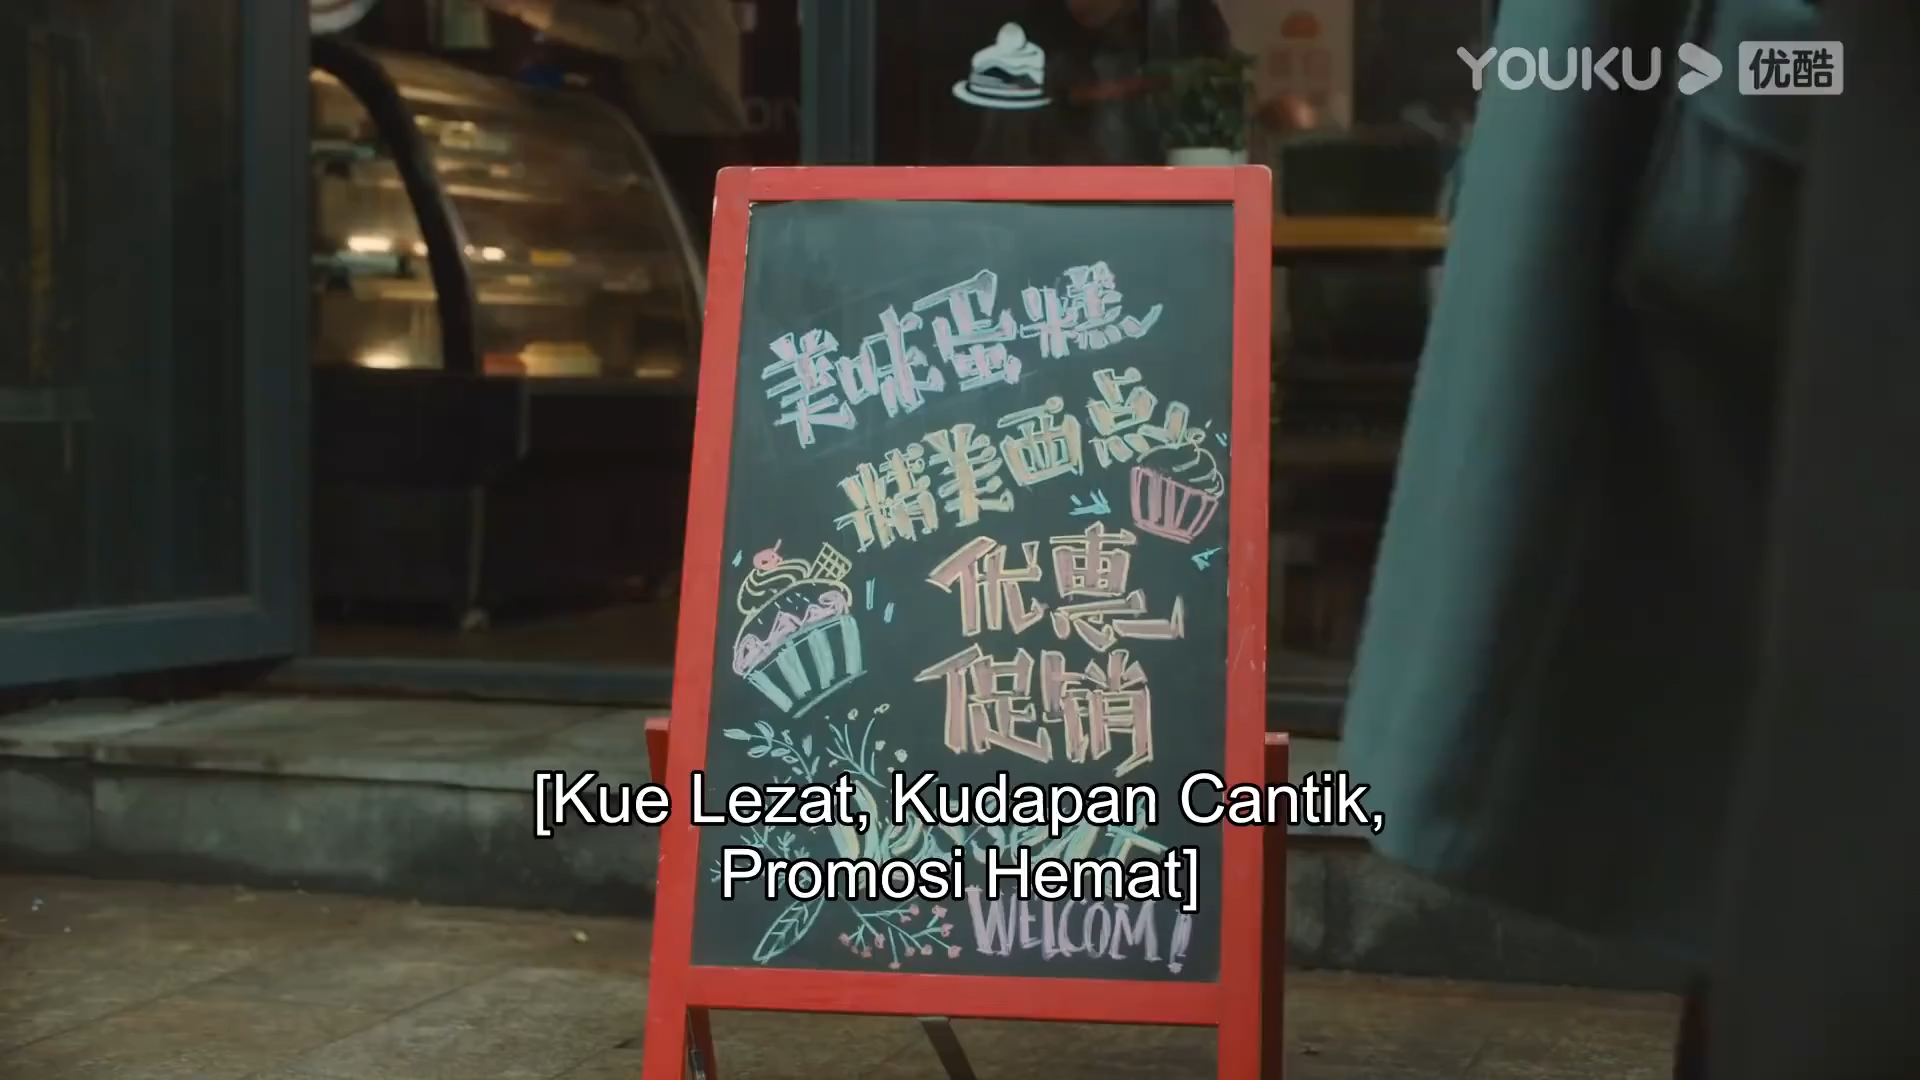 YOUKU 优酷
美味蛋糕
精美西点
优惠
促销
[Kue Lezat, Kudapan Cantik,
Promosi Hemat]
WELCOM!